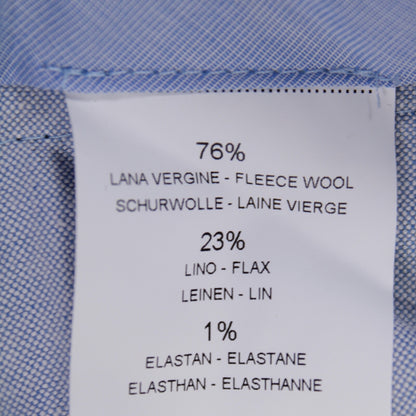 76%
LANA VERGINE - FLEECE WOOL
SCHURWOLLE - LAINE VIERGE
23%
LINO - FLAX
LEINEN - LIN
1%
ELASTAN - ELASTANE
ELASTHAN - ELASTHANNE